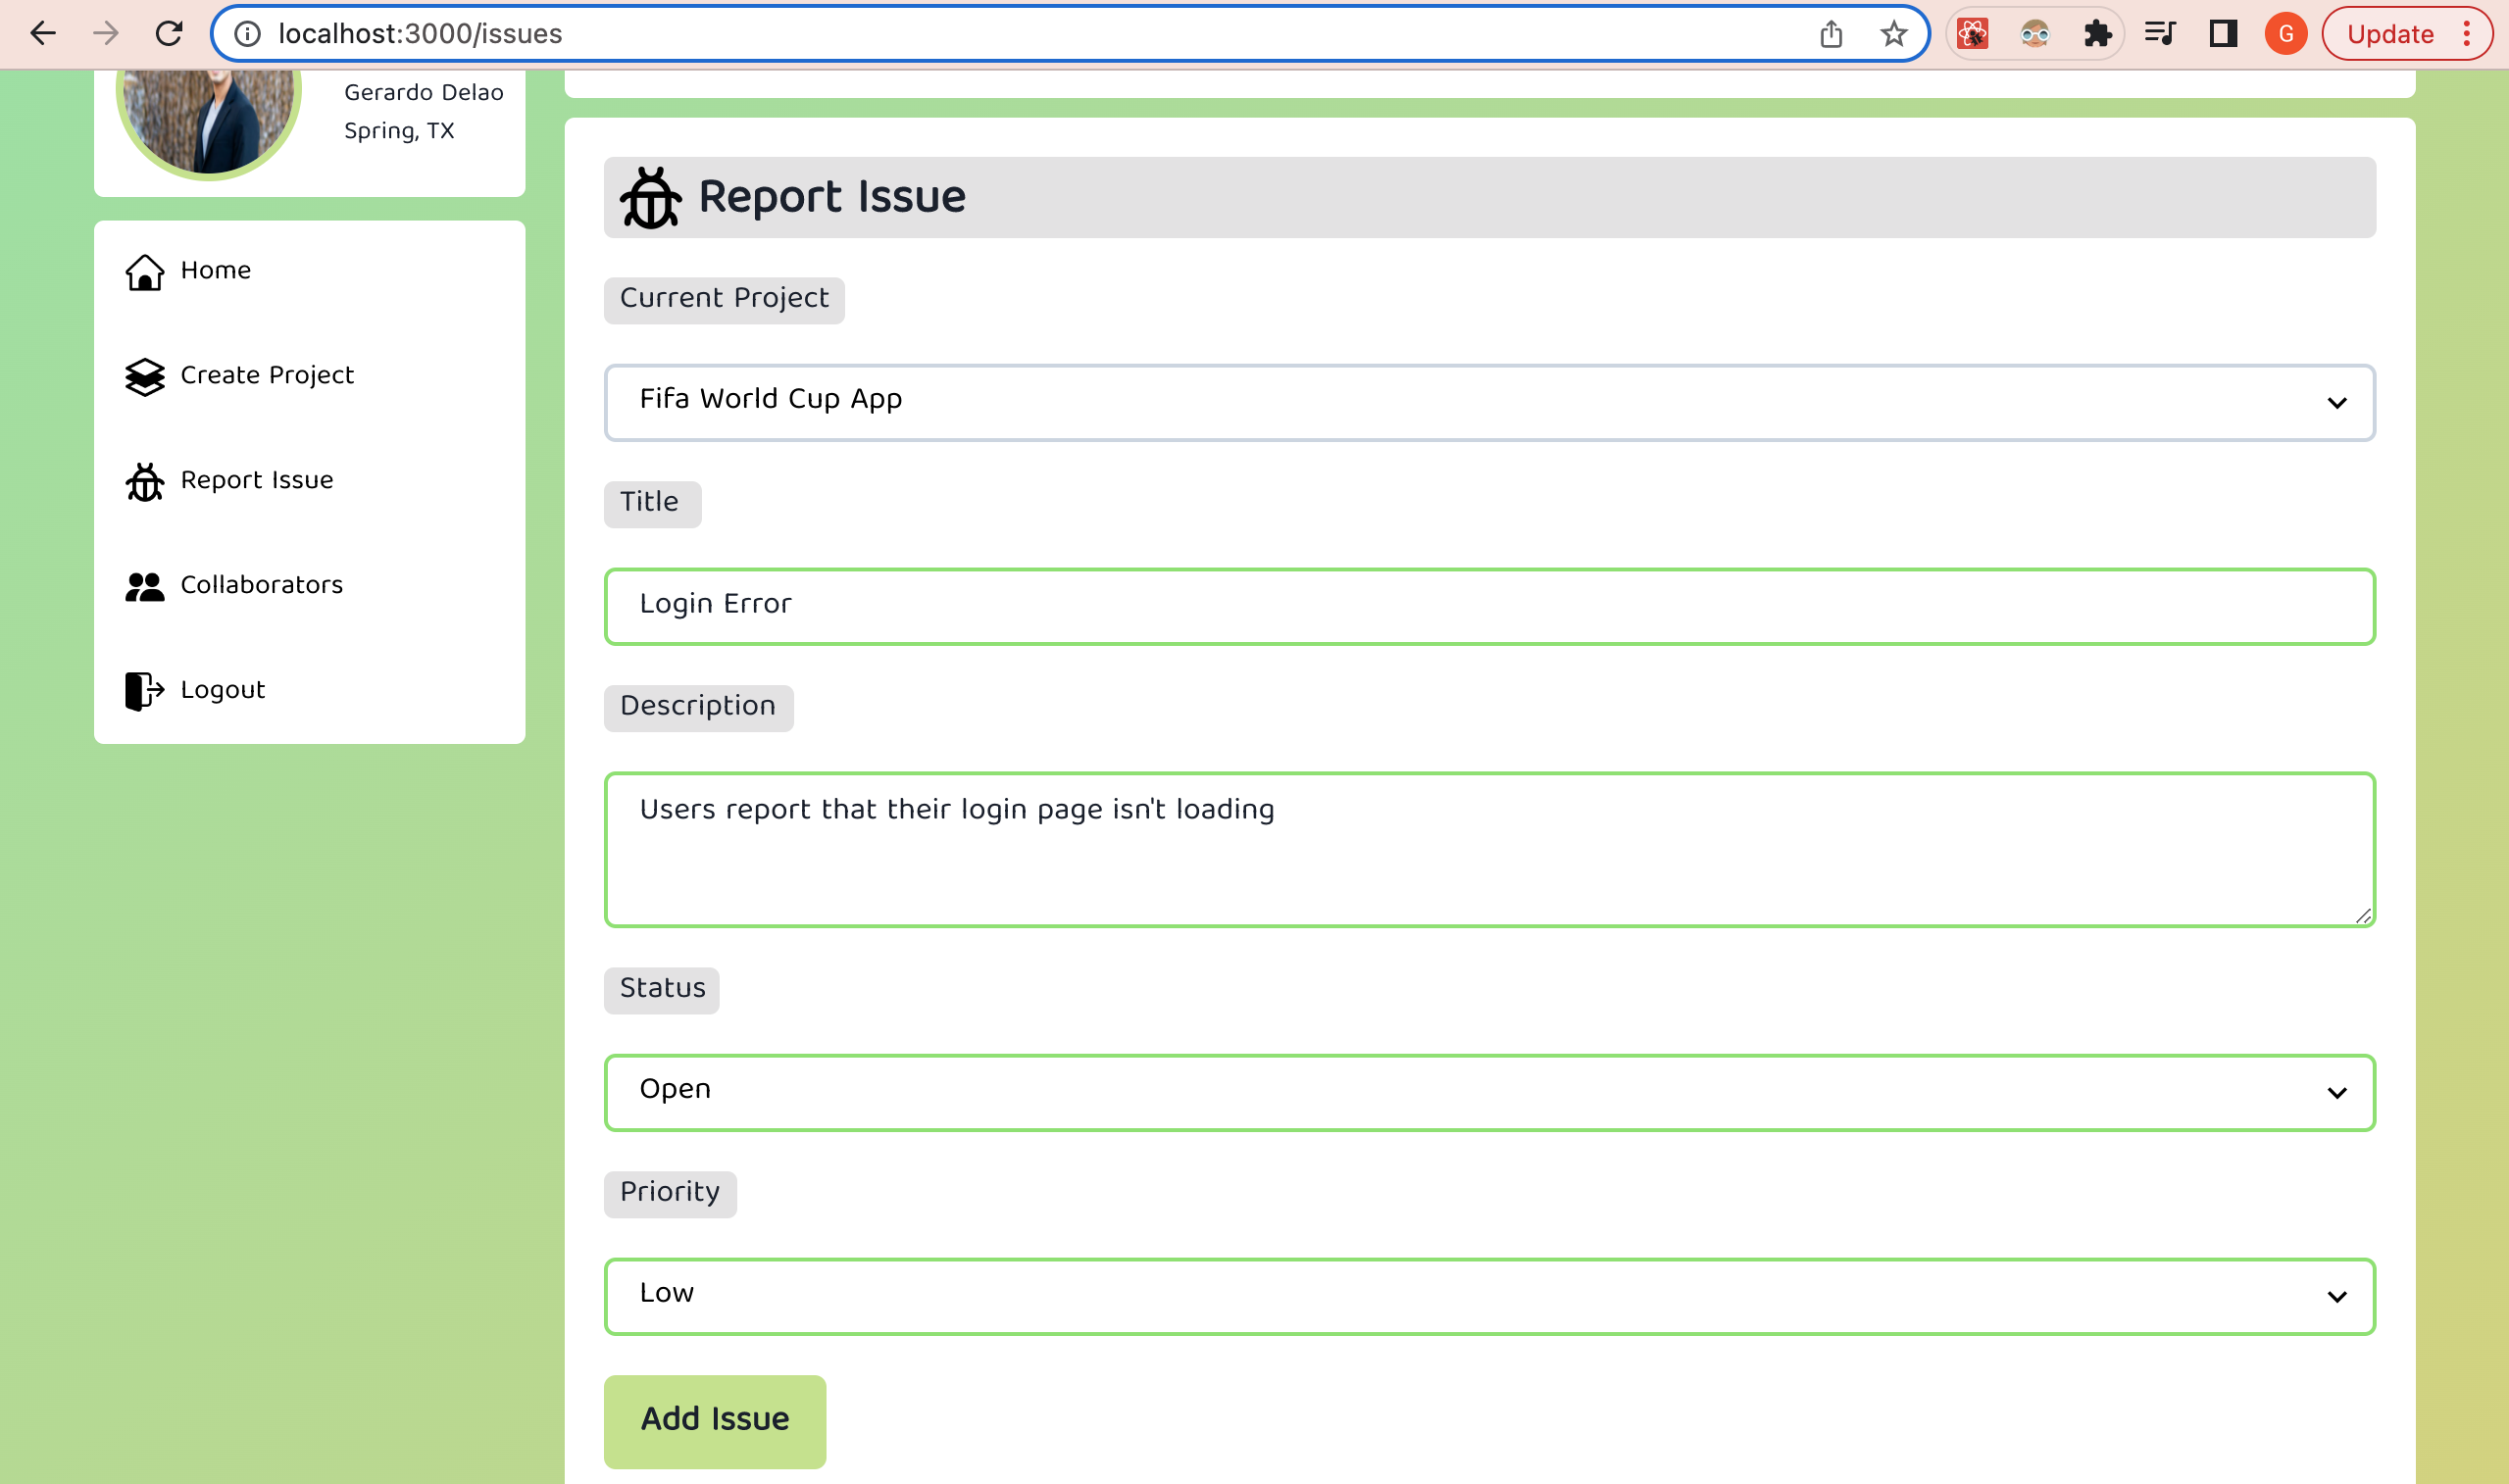 localhost:3000/issues
G
Update
Gerardo Delao
Spring, TX
Home
Create Project
Report Issue
Collaborators
Logout
Report Issue
Current Project
Fifa World Cup App
Title
Login Error
Description
Users report that their login page isn't loading
Status
Open
Priority
Low
Add Issue